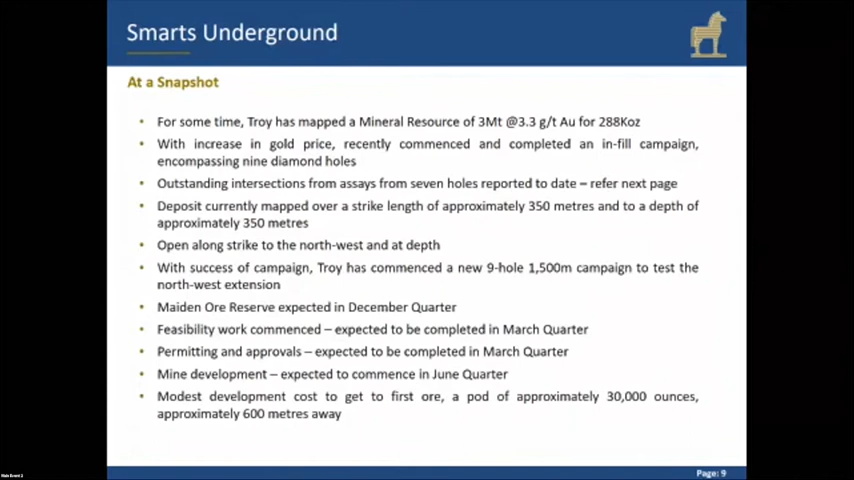 Smarts Underground
At a Snapshot
• For some time, Troy has mapped a Mineral Resource of 3Mt @3.3 g/t Au for 288Koz
• With increase in gold price, recently commenced and completed an in-fill campaign,
encompassing nine diamond holes
• Outstanding intersections from assays from seven holes reported to date – refer next page
• Deposit currently mapped over a strike length of approximately 350 metres and to a depth of
approximately 350 metres
• Open along strike to the north-west and at depth
• With success of campaign, Troy has commenced a new 9-hole 1,500m campaign to test the
north-west extension
• Maiden Ore Reserve expected in December Quarter
• Feasibility work commenced – expected to be completed in March Quarter
• Permitting and approvals – expected to be completed in March Quarter
• Mine development – expected to commence in June Quarter
• Modest development cost to get to first ore, a pod of approximately 30,000 ounces,
approximately 600 metres away
Page: 9